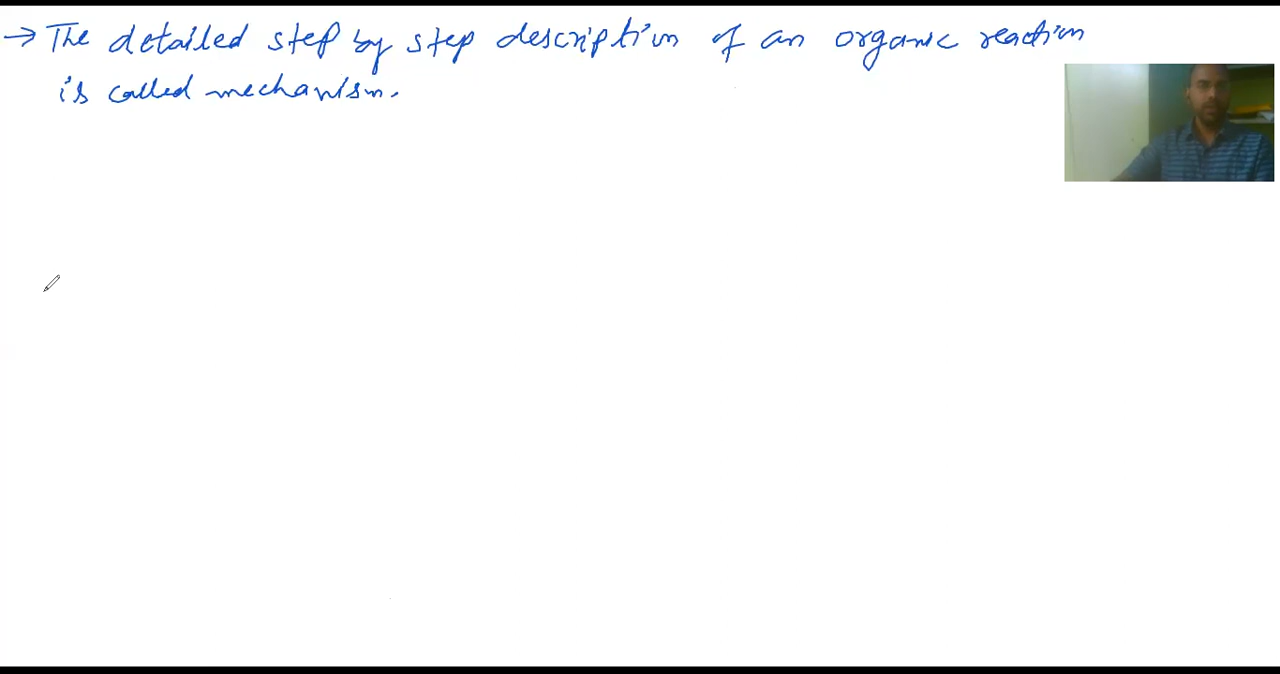 → The detailed step by step description of an organic reaction
is called mechanism.